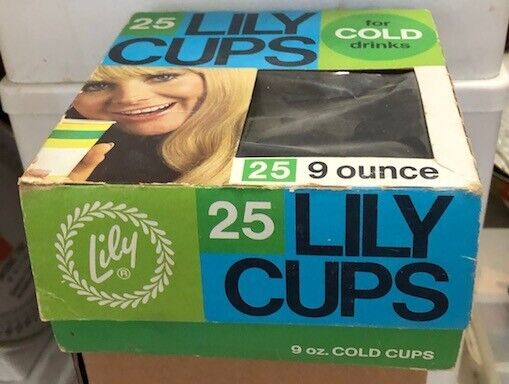 25 LILY
CUPS
for
COLD
drinks
25 9 ounce
Lily
®
25 LILY
CUPS
9 oz. COLD CUPS